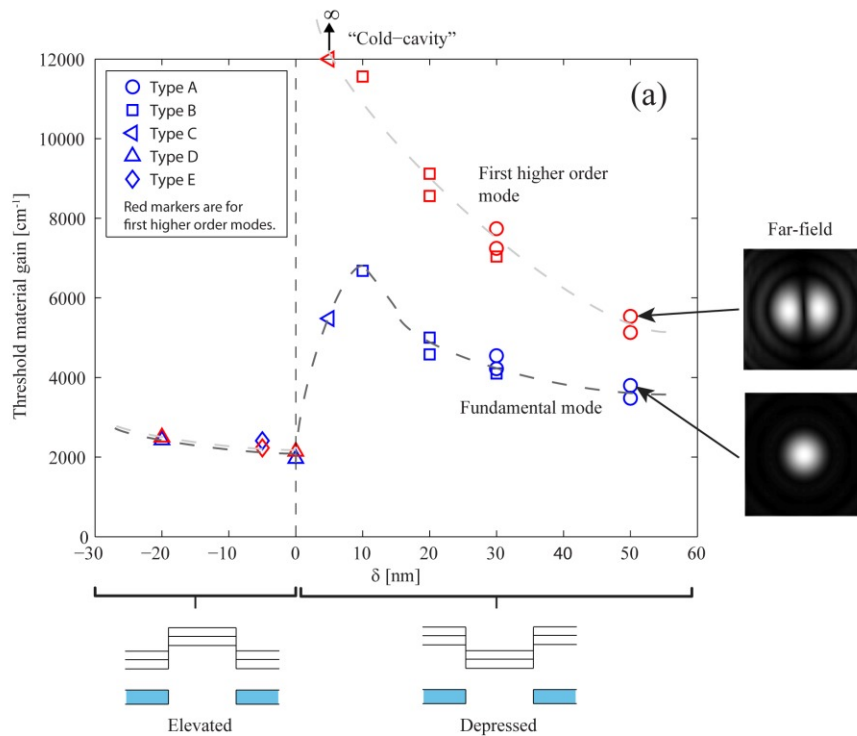 ∞
“Cold−cavity”
12000
10000
8000
6000
4000
2000
0
Threshold material gain [cm⁻¹]
Type A
Type B
Type C
Type D
Type E
Red markers are for
first higher order modes.
(a)
First higher order
mode
Fundamental mode
Far-field
−30
−20
−10
0
10
20
30
40
50
60
δ [nm]
Elevated
Depressed